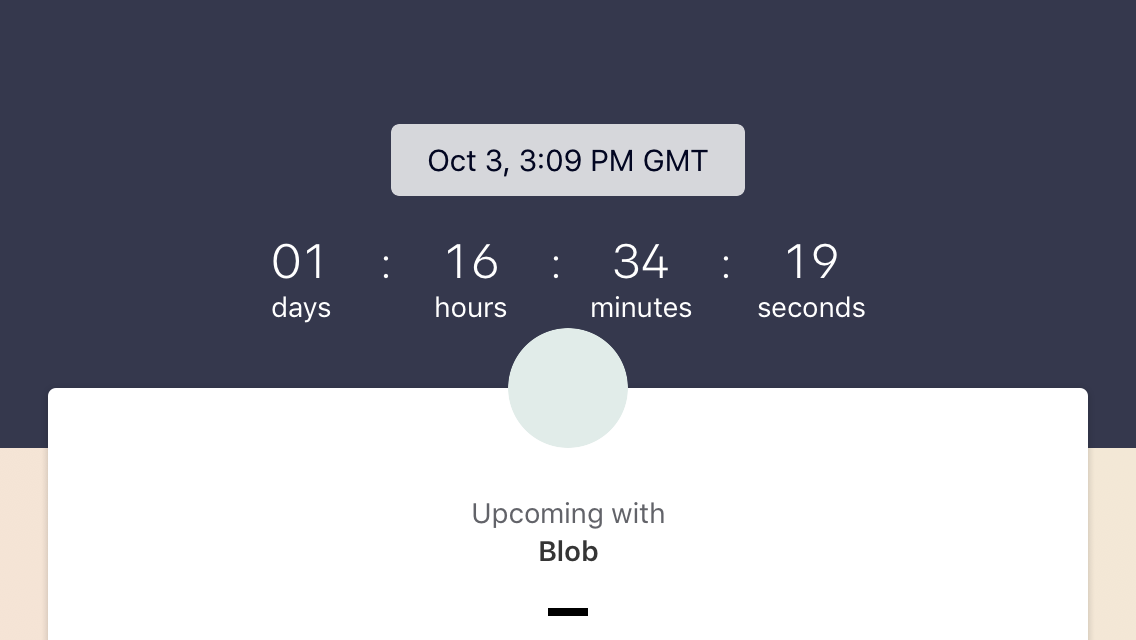 Oct 3, 3:09 PM GMT
01 : 16 : 34 : 19
days hours minutes seconds
Upcoming with
Blob